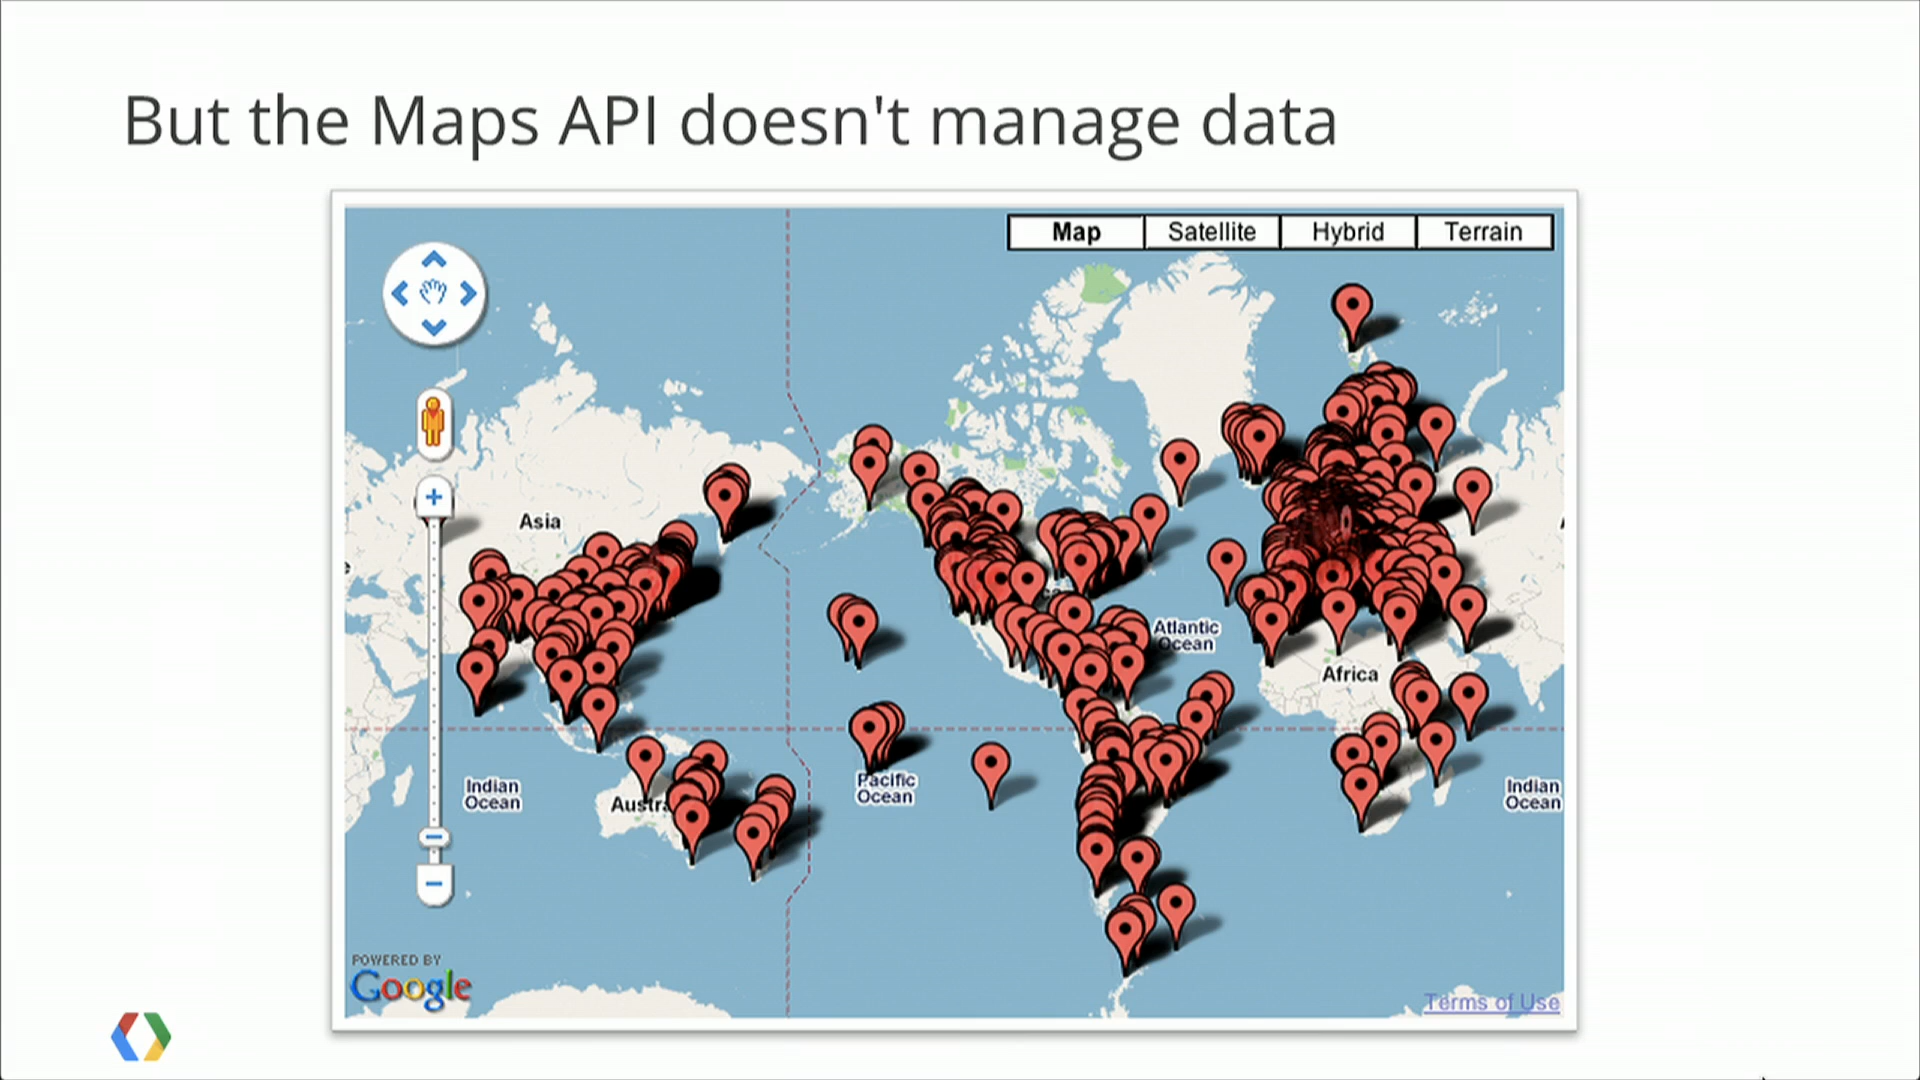 But the Maps API doesn't manage data
Map Satellite Hybrid Terrain
Asia
Atlantic
Ocean
Africa
Indian
Ocean
Pacific
Ocean
Indian
Ocean
POWERED BY
Google
Terms of Use